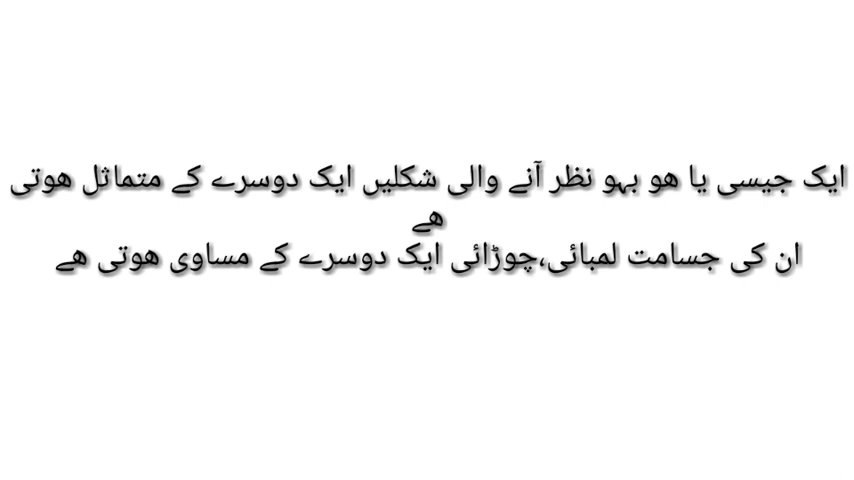 ایک جیسی یا ھو بہو نظر آنے والی شکلیں ایک دوسرے کے متماثل ھوتی
ھے
ان کی جسامت لمبائی،چوڑائی ایک دوسرے کے مساوی ھوتی ھے